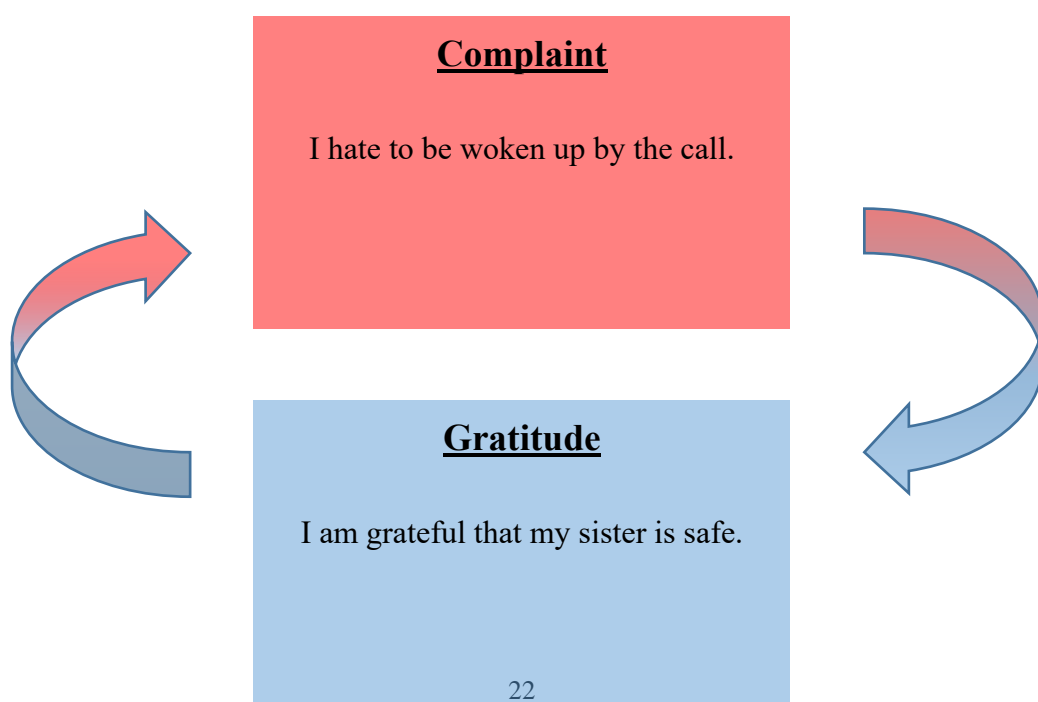 Complaint
I hate to be woken up by the call.
Gratitude
I am grateful that my sister is safe.
22